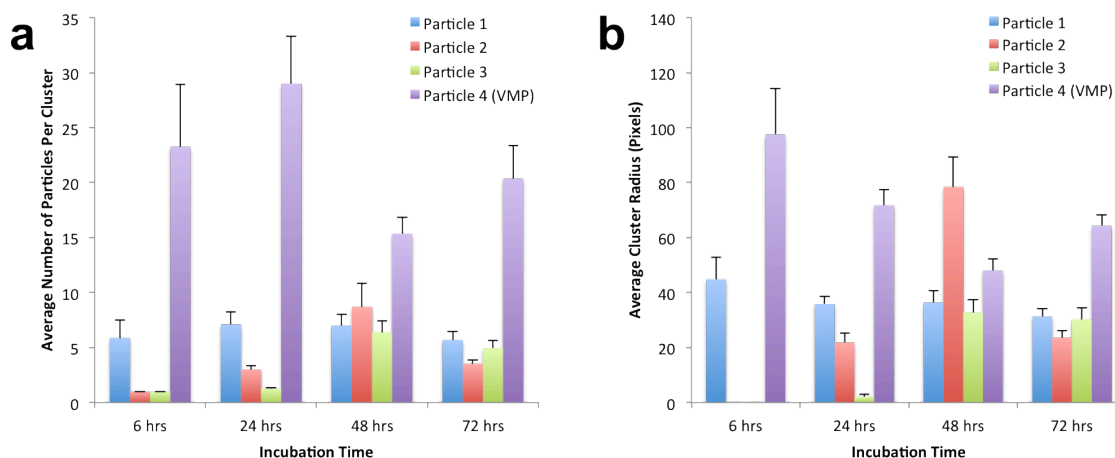 a
Average Number of Particles Per Cluster
35
30
25
20
15
10
5
0
Particle 1
Particle 2
Particle 3
Particle 4 (VMP)
6 hrs 24 hrs 48 hrs 72 hrs
Incubation Time
b
Average Cluster Radius (Pixels)
140
120
100
80
60
40
20
0
Particle 1
Particle 2
Particle 3
Particle 4 (VMP)
6 hrs 24 hrs 48 hrs 72 hrs
Incubation Time